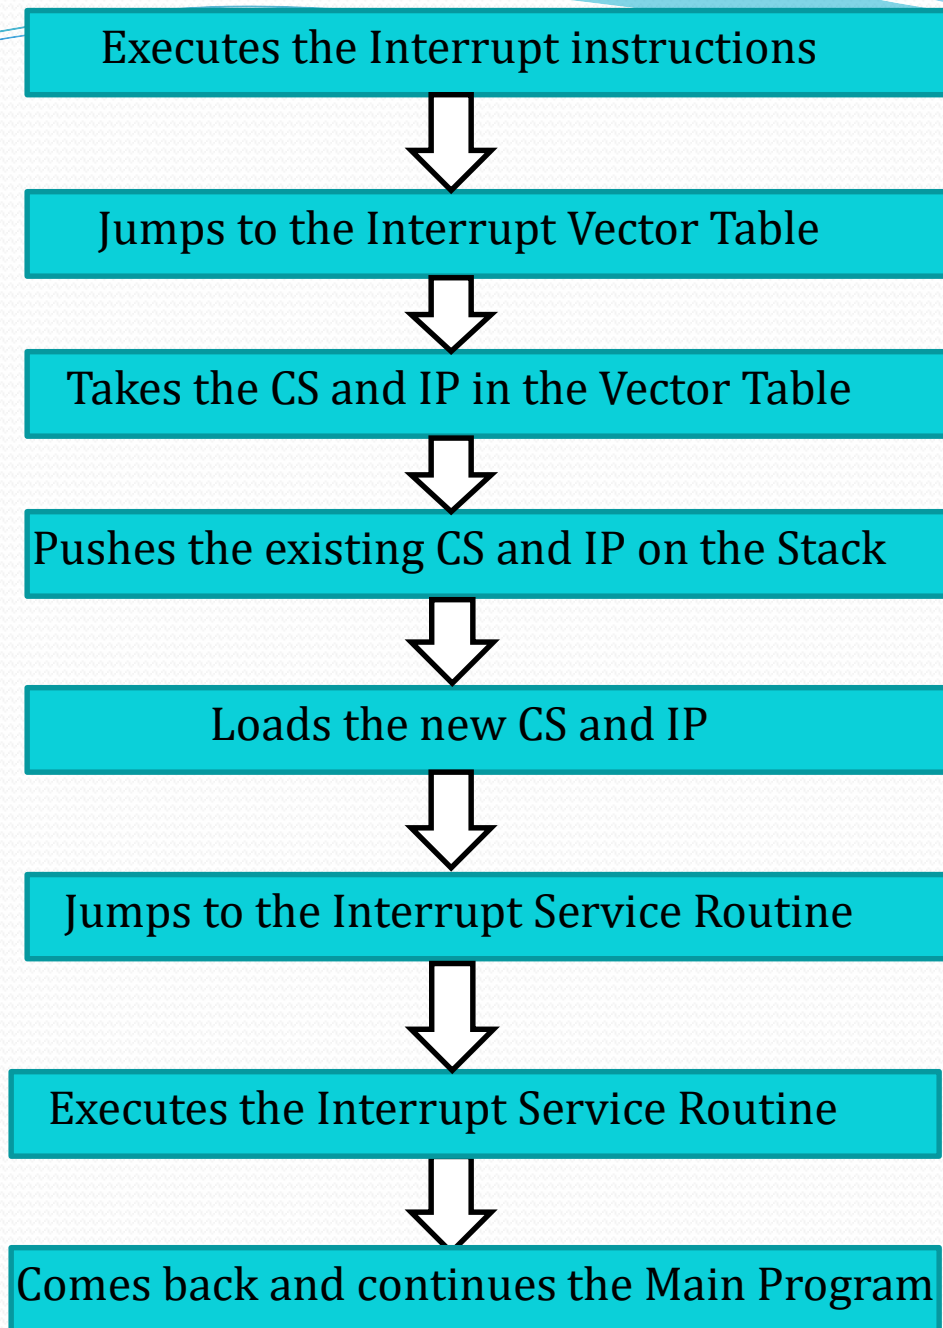 Executes the Interrupt instructions
Jumps to the Interrupt Vector Table
Takes the CS and IP in the Vector Table
Pushes the existing CS and IP on the Stack
Loads the new CS and IP
Jumps to the Interrupt Service Routine
Executes the Interrupt Service Routine
Comes back and continues the Main Program